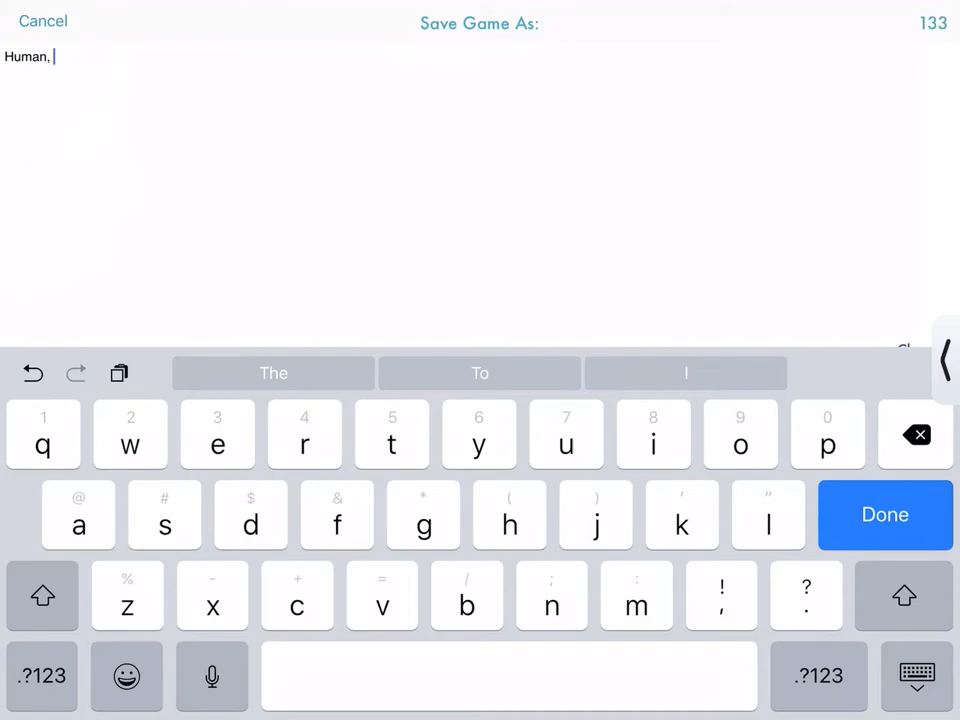 Cancel Save Game As: 133
Human,
The To I
1 2 3 4 5 6 7 8 9 0
q w e r t y u i o p
@ # $ & * ( ) ' "
a s d f g h j k l Done
% - + = / ; : ! ?
z x c v b n m , .
.?123 .?123